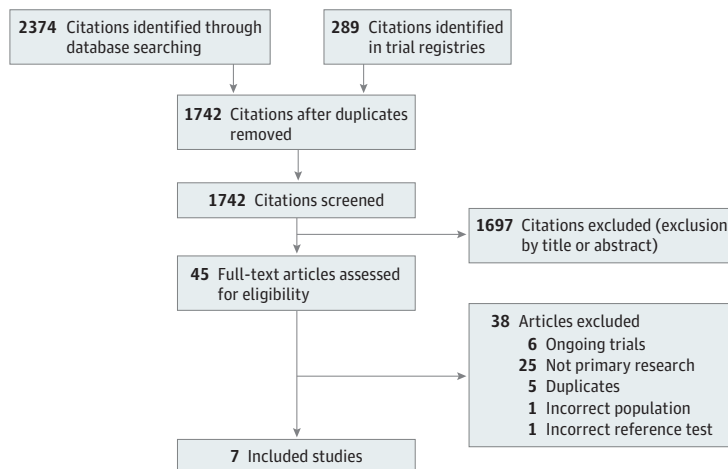 2374 Citations identified through
database searching
289 Citations identified
in trial registries
1742 Citations after duplicates
removed
1742 Citations screened
1697 Citations excluded (exclusion
by title or abstract)
45 Full-text articles assessed
for eligibility
38 Articles excluded
6 Ongoing trials
25 Not primary research
5 Duplicates
1 Incorrect population
1 Incorrect reference test
7 Included studies